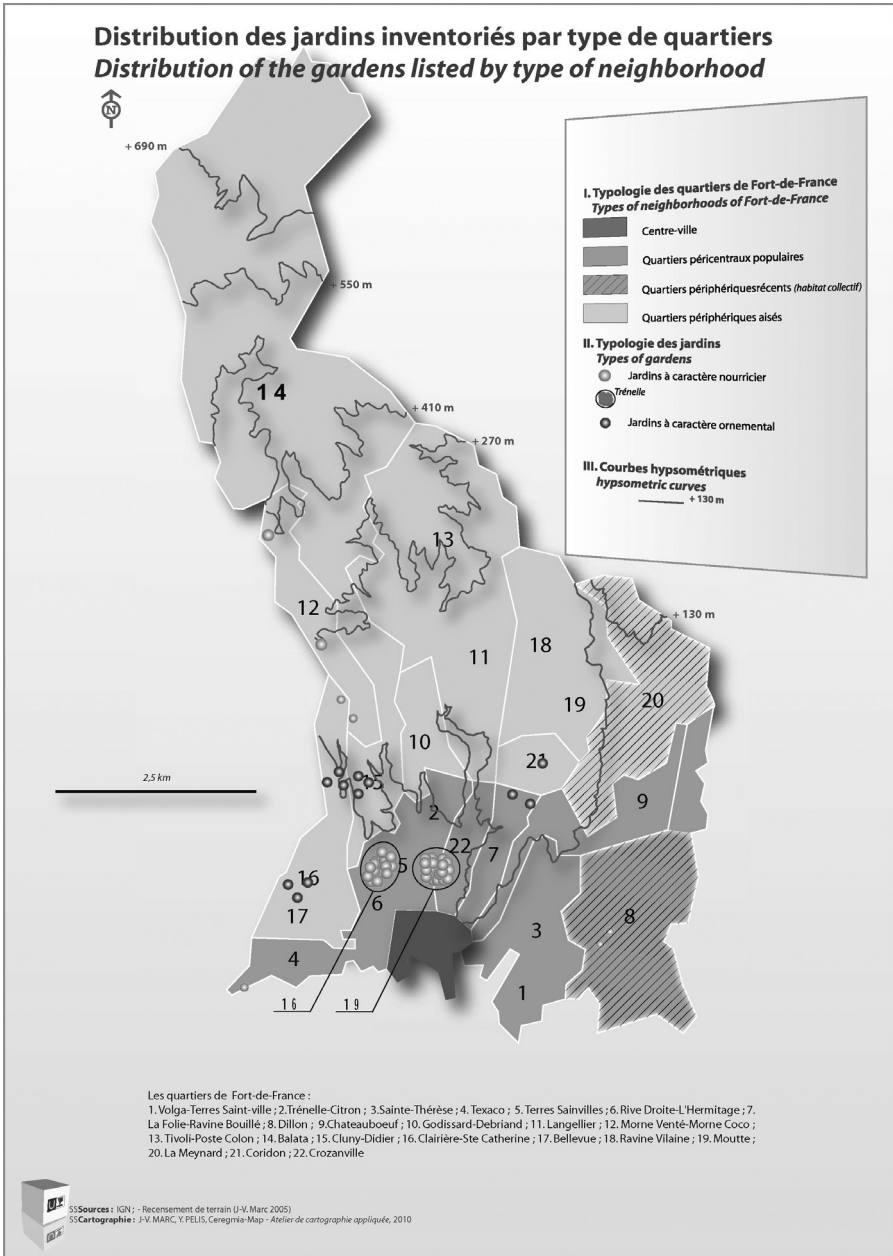 Distribution des jardins inventoriés par type de quartiers
Distribution of the gardens listed by type of neighborhood
N
+ 690 m
+ 550 m
+ 410 m
+ 270 m
+ 130 m
I. Typologie des quartiers de Fort-de-France
Types of neighborhoods of Fort-de-France
Centre-ville
Quartiers péricentraux populaires
Quartiers périphériquesrécents (habitat collectif)
Quartiers périphériques aisés
II. Typologie des jardins
Types of gardens
Jardins à caractère nourricier
Trénelle
Jardins à caractère ornemental
III. Courbes hypsométriques
hypsometric curves
+ 130 m
14
13
12
11
18
19
20
10
21
15
2
9
22
7
5
16
6
17
3
8
4
1
2,5 km
16
19
Les quartiers de Fort-de-France :
1. Volga-Terres Saint-ville ; 2.Trénelle-Citron ; 3.Sainte-Thérèse ; 4. Texaco ; 5. Terres Sainvilles ; 6. Rive Droite-L'Hermitage ; 7.
La Folie-Ravine Bouillé ; 8. Dillon ; 9.Chateauboeuf ; 10. Godissard-Debriand ; 11. Langellier ; 12. Morne Venté-Morne Coco ;
13. Tivoli-Poste Colon ; 14. Balata ; 15. Cluny-Didier ; 16. Clairière-Ste Catherine ; 17. Bellevue ; 18. Ravine Vilaine ; 19. Moutte ;
20. La Meynard ; 21. Coridon ; 22. Crozanville
SSSources : IGN ; - Recensement de terrain (J-V. Marc 2005)
SSCartographie : J-V. MARC, Y. PELIS, Ceregmia-Map - Atelier de cartographie appliquée, 2010